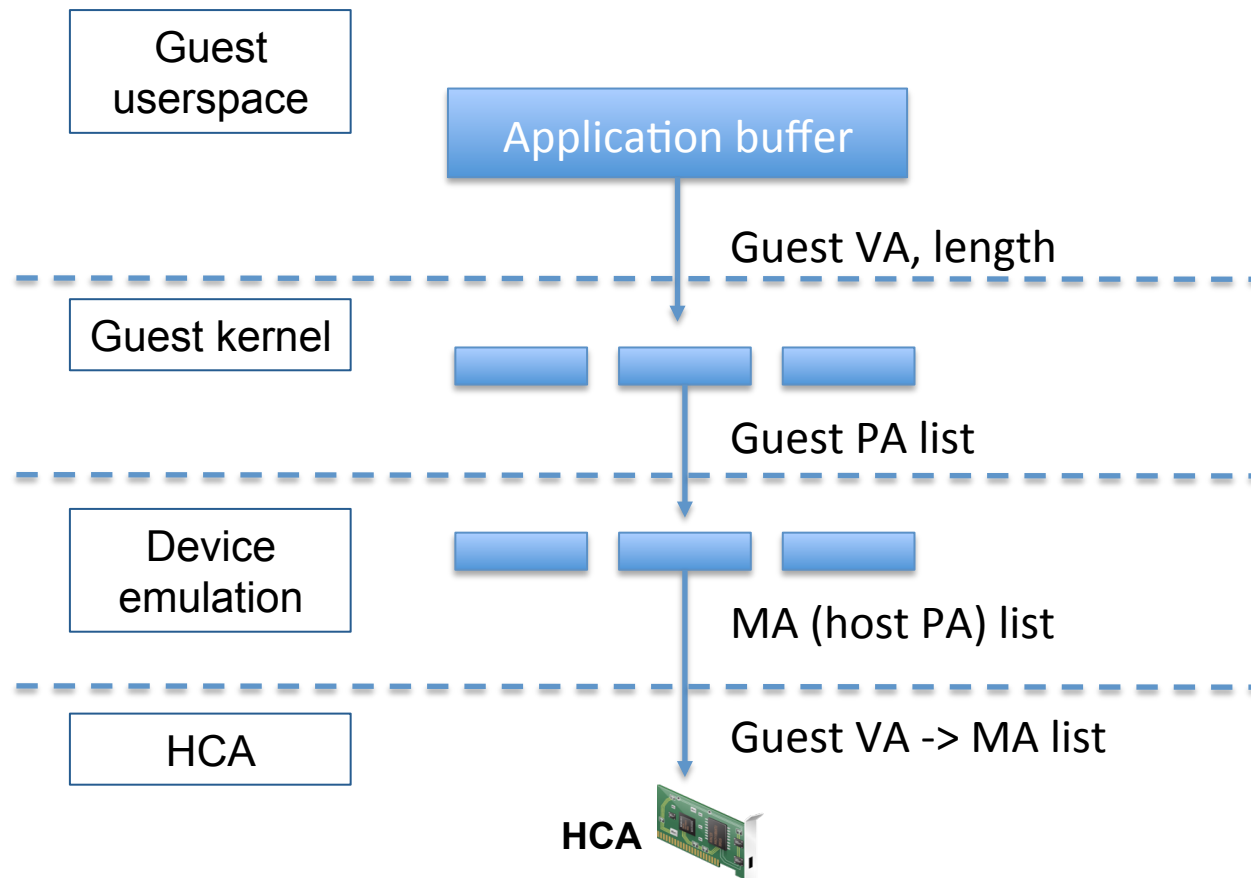 Guest
userspace
Application buffer
Guest VA, length
Guest kernel
Guest PA list
Device
emulation
MA (host PA) list
HCA
Guest VA -> MA list
HCA